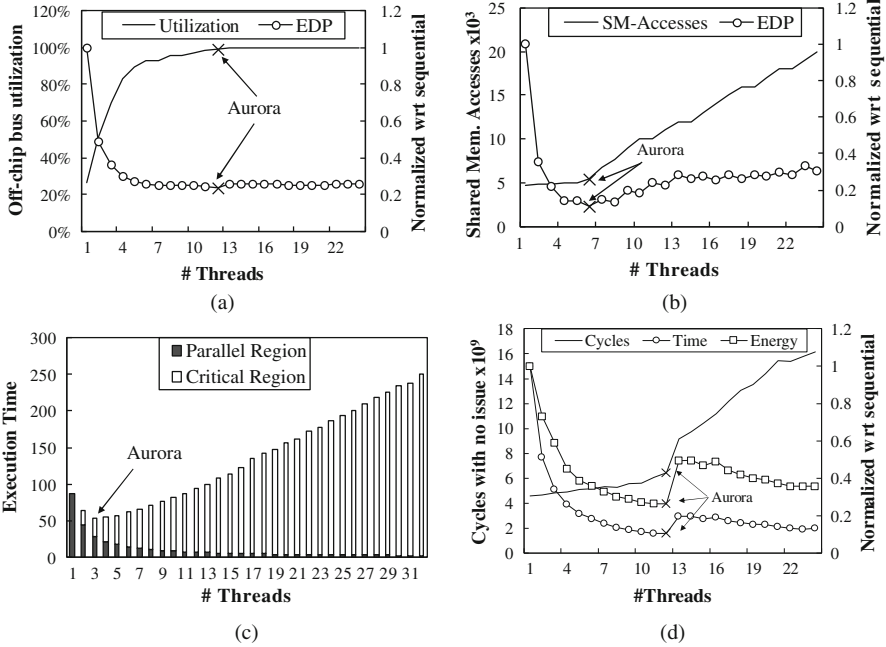 Utilization EDP
120%
100%
80%
60%
40%
20%
0%
1.2
1
0.8
0.6
0.4
0.2
0
Off-chip bus utilization
Normalized wrt sequential
Aurora
1 4 7 10 13 16 19 22
# Threads
(a)
SM-Accesses EDP
25
20
15
10
5
0
1.2
1
0.8
0.6
0.4
0.2
0
Shared Mem. Accesses x10³
Normalized wrt sequential
Aurora
1 4 7 10 13 16 19 22
# Threads
(b)
Parallel Region
Critical Region
300
250
200
150
100
50
0
Execution Time
Aurora
1 3 5 7 9 11 13 15 17 19 21 23 25 27 29 31
# Threads
(c)
Cycles Time Energy
18
16
14
12
10
8
6
4
2
0
1.2
1
0.8
0.6
0.4
0.2
0
Cycles with no issue x10⁹
Normalized wrt sequential
Aurora
1 4 7 10 13 16 19 22
#Threads
(d)